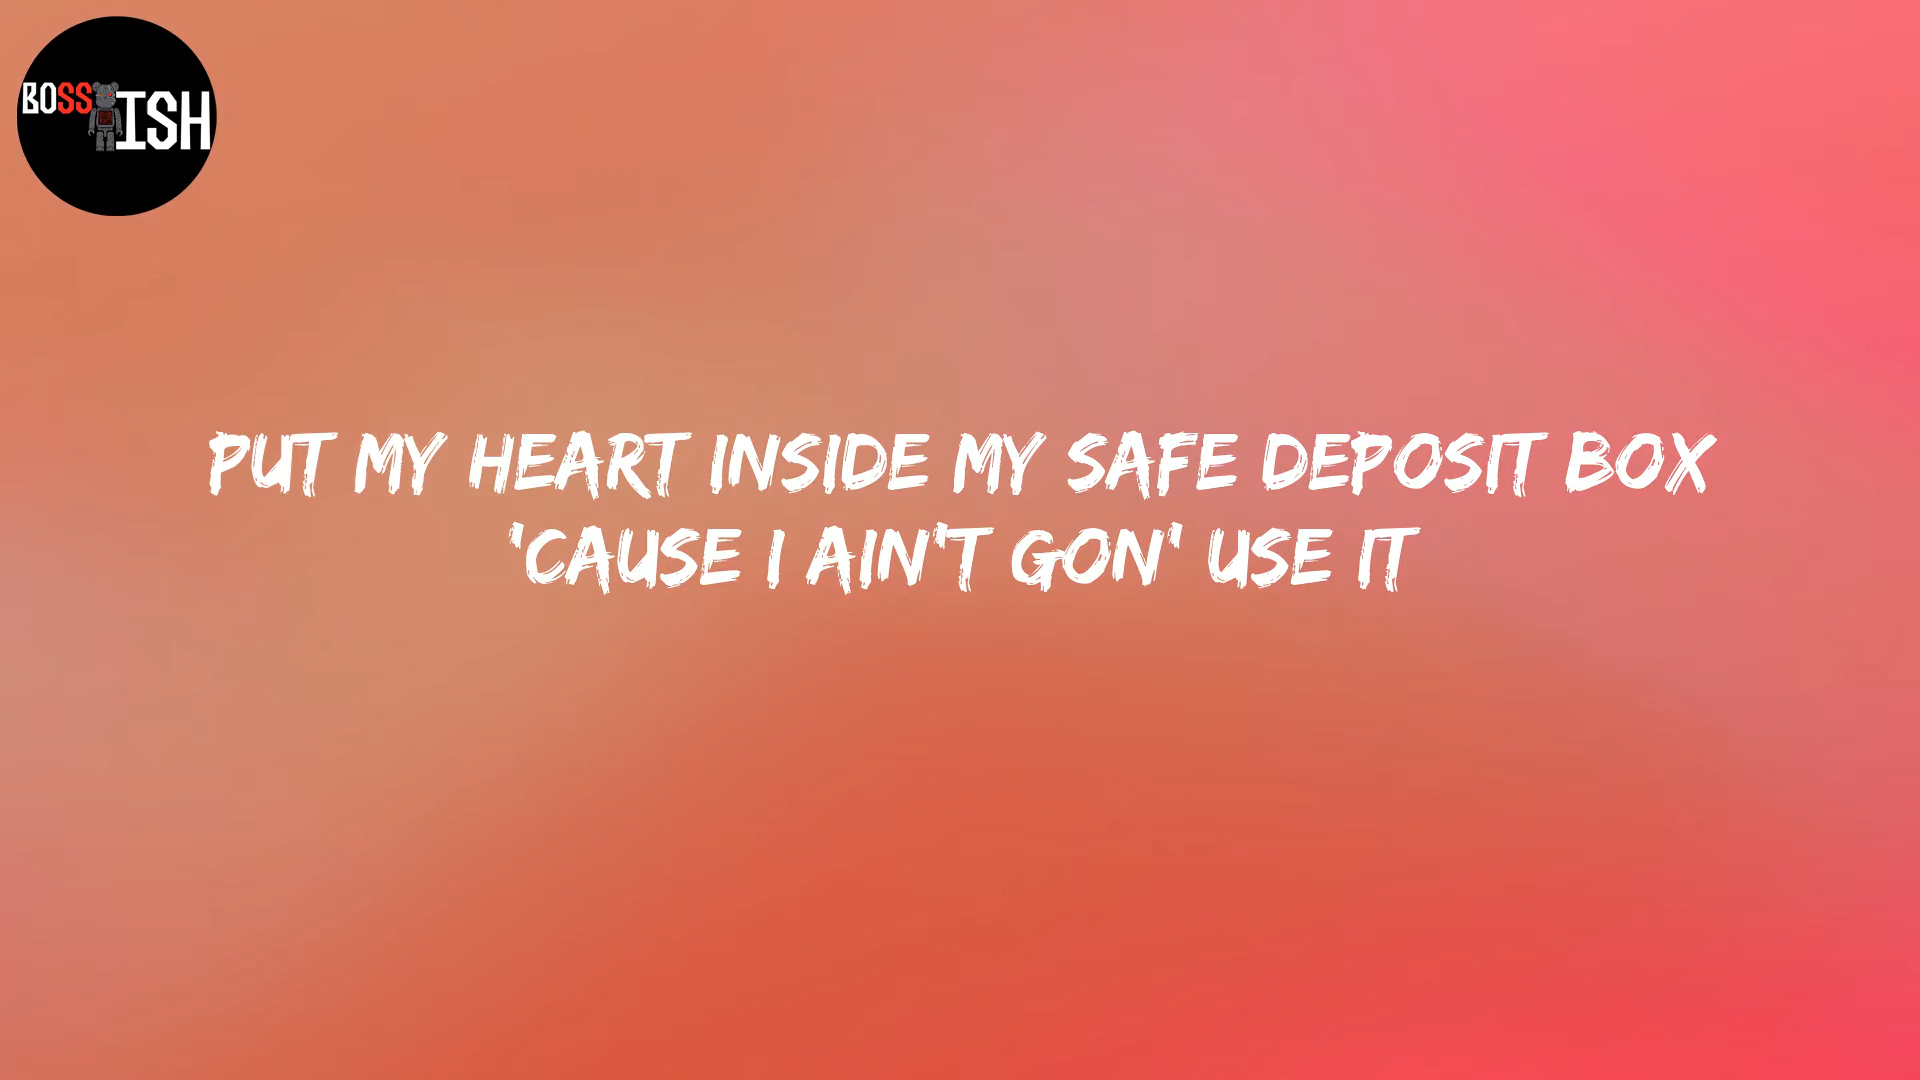 BOSS ISH
PUT MY HEART INSIDE MY SAFE DEPOSIT BOX
'CAUSE I AIN'T GON' USE IT